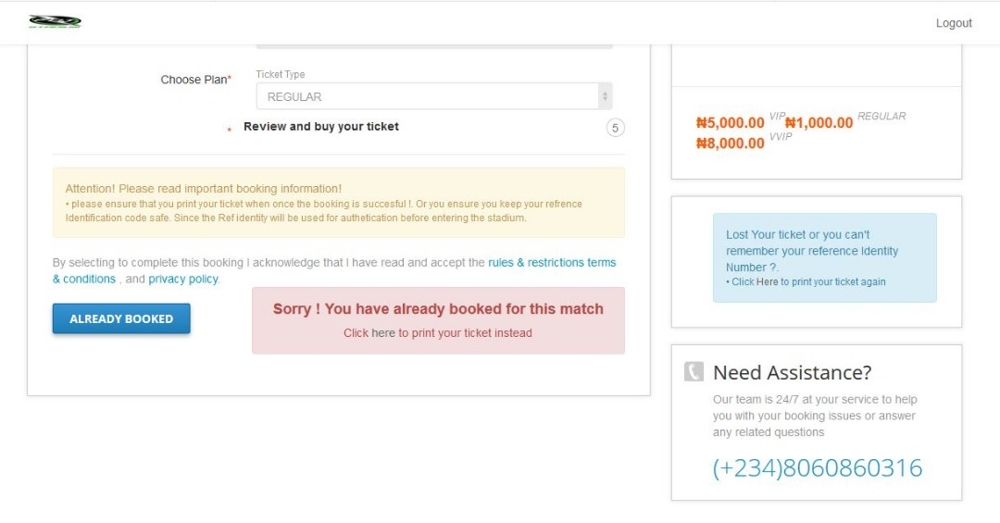 Logout
Choose Plan*
Ticket Type
REGULAR
* Review and buy your ticket
5
Attention! Please read important booking information!
• please ensure that you print your ticket when once the booking is succesful !. Or you ensure you keep your refrence
Identification code safe. Since the Ref identity will be used for authetication before entering the stadium.
By selecting to complete this booking I acknowledge that I have read and accept the rules & restrictions terms
& conditions , and privacy policy.
ALREADY BOOKED
Sorry ! You have already booked for this match
Click here to print your ticket instead
₦5,000.00 VIP ₦1,000.00 REGULAR
₦8,000.00 VVIP
Lost Your ticket or you can't
remember your reference Identity
Number ?.
• Click Here to print your ticket again
Need Assistance?
Our team is 24/7 at your service to help
you with your booking issues or answer
any related questions
(+234)8060860316